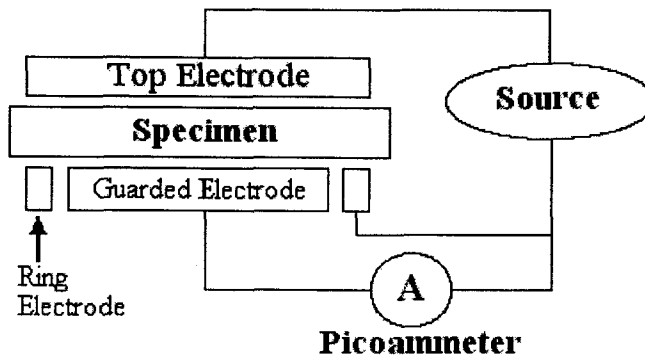 Top Electrode
Source
Specimen
Guarded Electrode
Ring
Electrode
A
Picoammeter